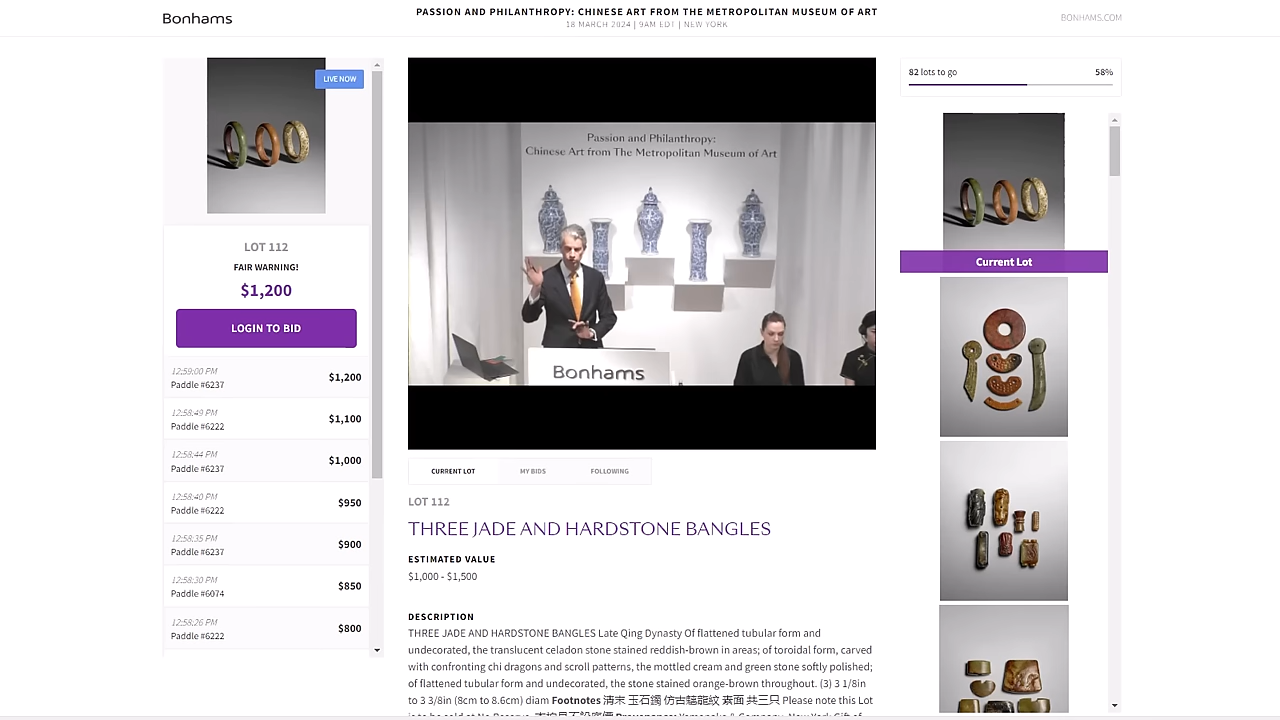 Bonhams
PASSION AND PHILANTHROPY: CHINESE ART FROM THE METROPOLITAN MUSEUM OF ART
18 MARCH 2024 | 9AM EDT | NEW YORK
BONHAMS.COM
LIVE NOW
LOT 112
FAIR WARNING!
$1,200
LOGIN TO BID
12:59:00 PM
Paddle #6237
$1,200
12:58:49 PM
Paddle #6222
$1,100
12:58:44 PM
Paddle #6237
$1,000
12:58:40 PM
Paddle #6222
$950
12:58:35 PM
Paddle #6237
$900
12:58:30 PM
Paddle #6074
$850
12:58:26 PM
Paddle #6222
$800
Passion and Philanthropy:
Chinese Art from The Metropolitan Museum of Art
Bonhams
CURRENT LOT
MY BIDS
FOLLOWING
LOT 112
THREE JADE AND HARDSTONE BANGLES
ESTIMATED VALUE
$1,000 - $1,500
DESCRIPTION
THREE JADE AND HARDSTONE BANGLES Late Qing Dynasty Of flattened tubular form and
undecorated, the translucent celadon stone stained reddish-brown in areas; of toroidal form, carved
with confronting chi dragons and scroll patterns, the mottled cream and green stone softly polished;
of flattened tubular form and undecorated, the stone stained orange-brown throughout. (3) 3 1/8in
to 3 3/8in (8cm to 8.6cm) diam Footnotes 清末 玉石鐲 仿古螭龍紋 素面 共三只 Please note this Lot
82 lots to go
58%
Current Lot